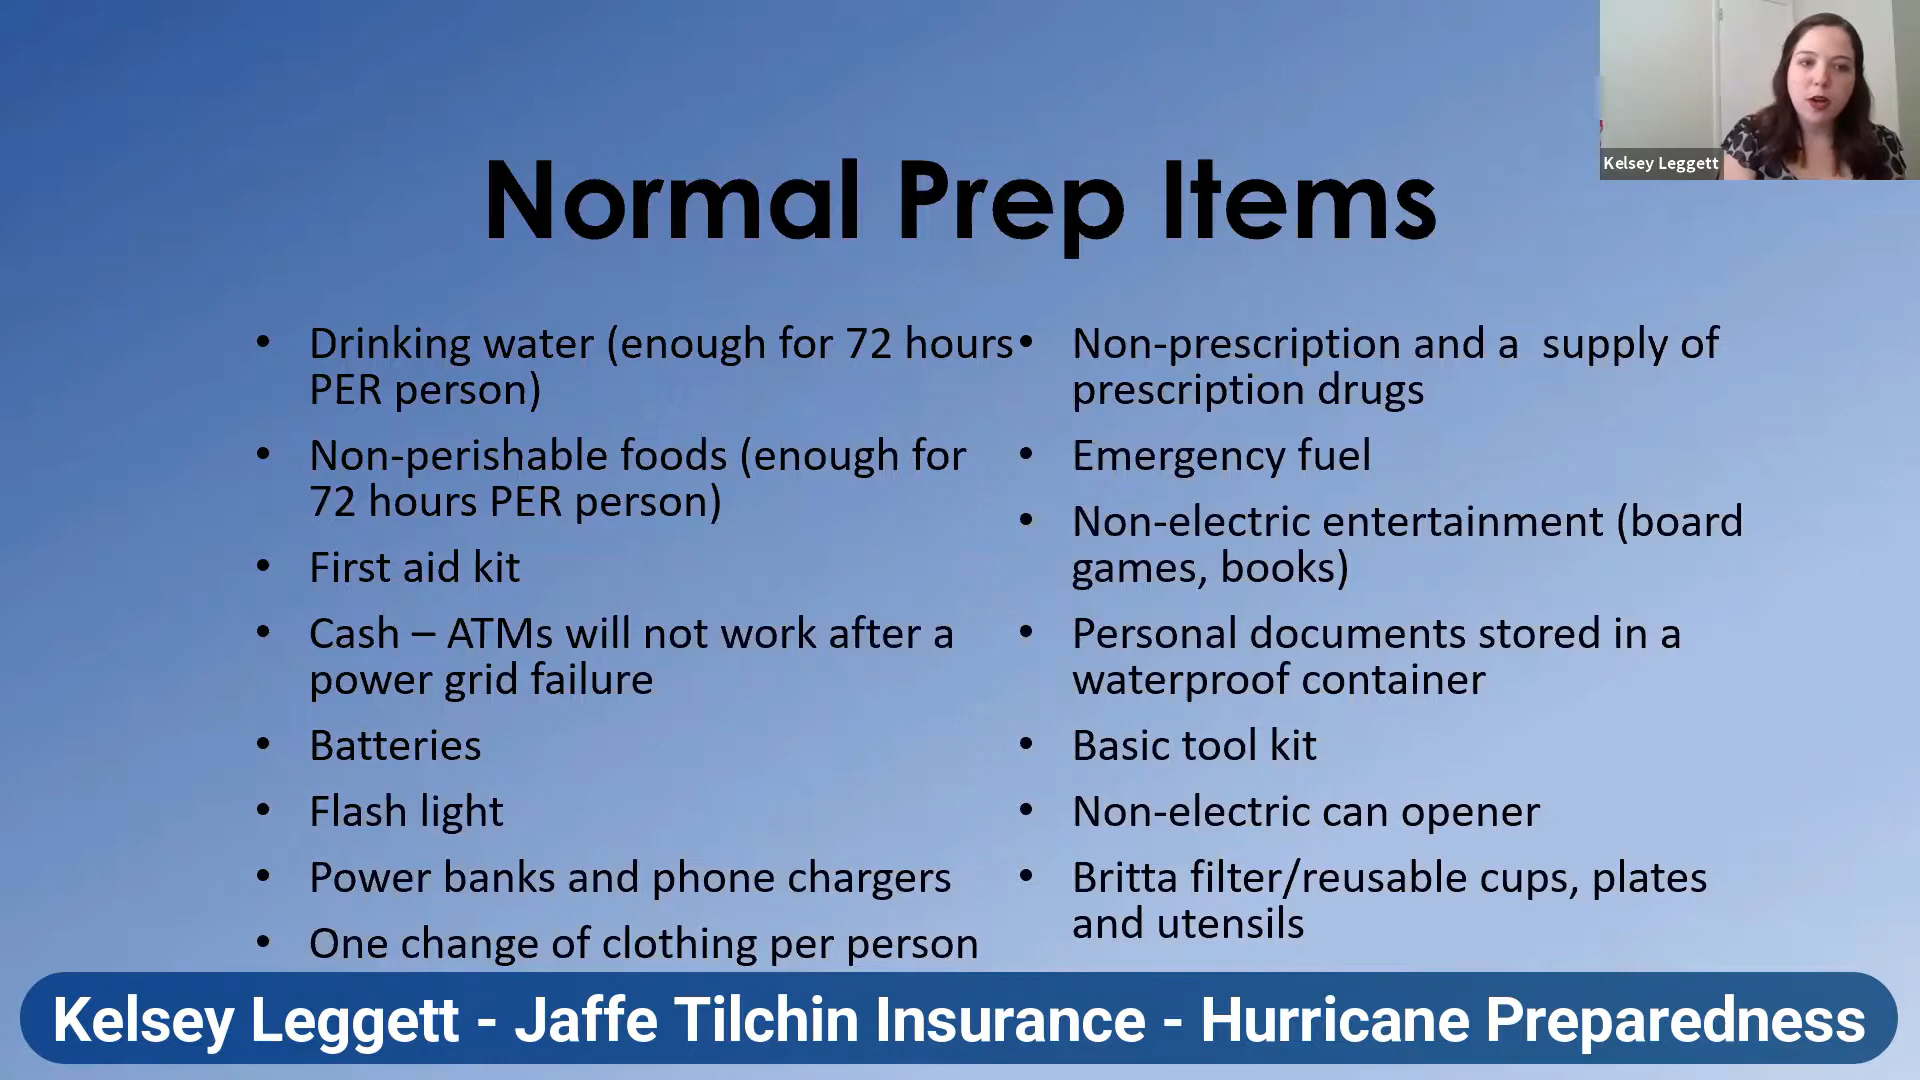 Kelsey Leggett
Normal Prep Items
• Drinking water (enough for 72 hours
PER person)
• Non-perishable foods (enough for
72 hours PER person)
• First aid kit
• Cash – ATMs will not work after a
power grid failure
• Batteries
• Flash light
• Power banks and phone chargers
• One change of clothing per person
• Non-prescription and a  supply of
prescription drugs
• Emergency fuel
• Non-electric entertainment (board
games, books)
• Personal documents stored in a
waterproof container
• Basic tool kit
• Non-electric can opener
• Britta filter/reusable cups, plates
and utensils
Kelsey Leggett - Jaffe Tilchin Insurance - Hurricane Preparedness